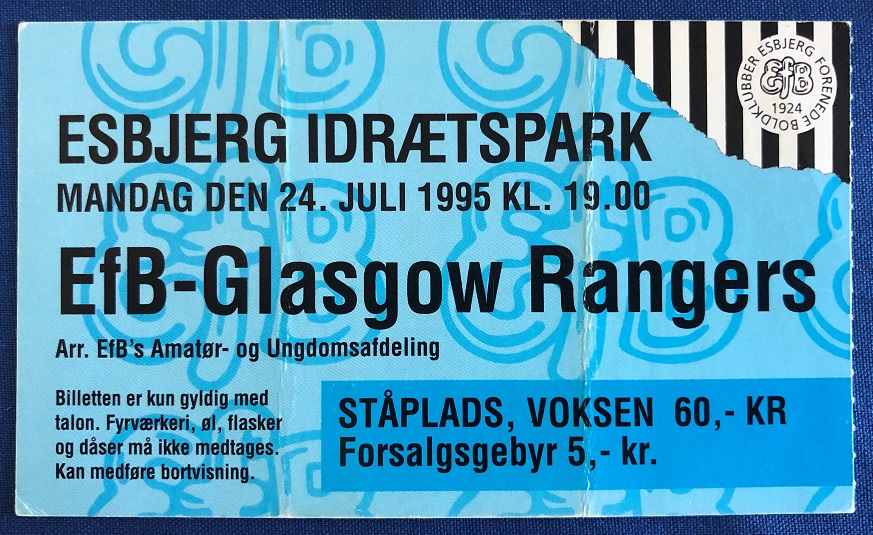 ESBJERG IDRÆTSPARK
MANDAG DEN 24. JULI 1995 KL. 19.00
EfB-Glasgow Rangers
Arr. EfB's Amatør- og Ungdomsafdeling
Billetten er kun gyldig med
talon. Fyrværkeri, øl, flasker
og dåser må ikke medtages.
Kan medføre bortvisning.
STÅPLADS, VOKSEN 60,- KR
Forsalgsgebyr 5,- kr.
ESBJERG FORENEDE BOLDKLUBBER
EfB
1924